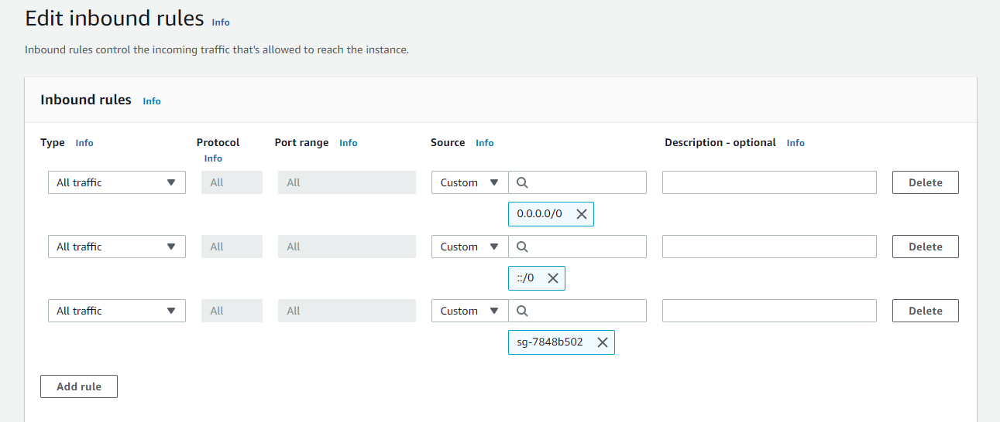 Edit inbound rules Info
Inbound rules control the incoming traffic that's allowed to reach the instance.
Inbound rules Info
Type Info Protocol Info Port range Info Source Info Description - optional Info
All traffic All All Custom Delete
0.0.0.0/0
All traffic All All Custom Delete
::/0
All traffic All All Custom Delete
sg-7848b502
Add rule